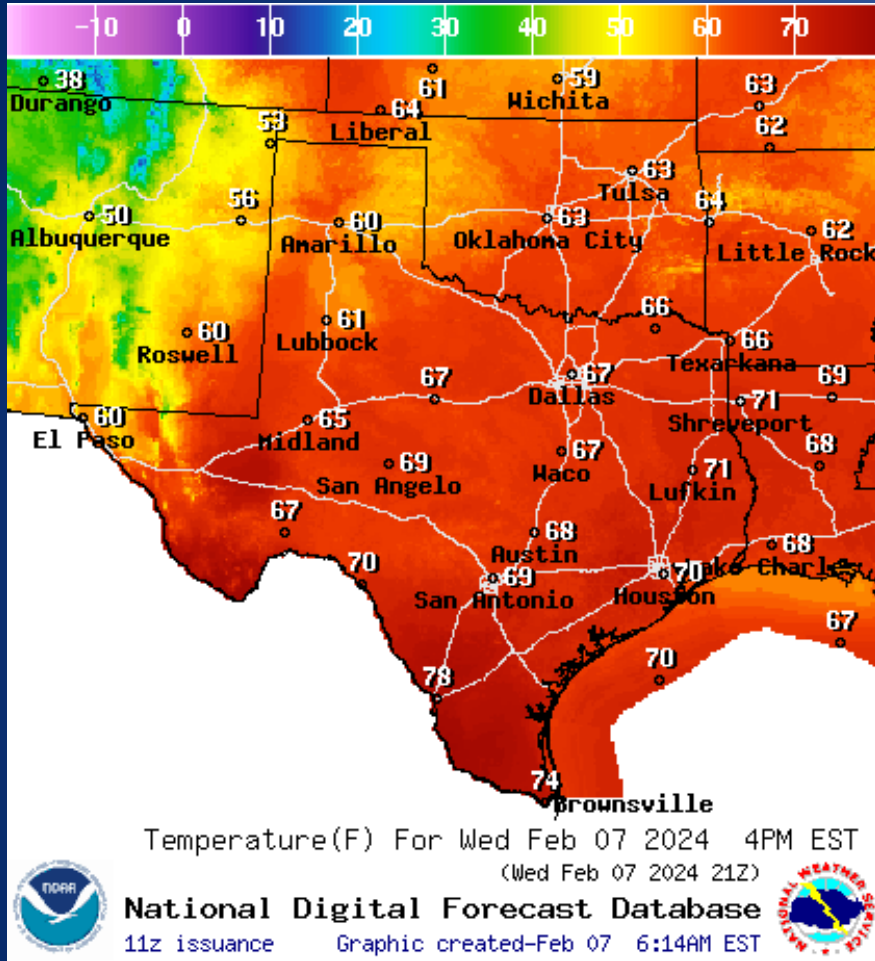 -10 0 10 20 30 40 50 60 70
38
Durango
61
59
Wichita
63
64
Liberal
53
62
63
Tulsa
50
Albuquerque
56
60
Amarillo
63
Oklahoma City
64
62
Little Rock
60
Roswell
61
Lubbock
66
66
Texarkana
67
67
Dallas
71
Shreveport
69
60
El Paso
65
Midland
69
San Angelo
67
Waco
71
Lufkin
68
67
68
Austin
68
Lake Charles
70
69
San Antonio
70
Houston
67
78
70
74
Brownsville
Temperature(F) For Wed Feb 07 2024 4PM EST
(Wed Feb 07 2024 21Z)
NOAA
National Digital Forecast Database
11z issuance Graphic created-Feb 07 6:14AM EST
NATIONAL WEATHER SERVICE